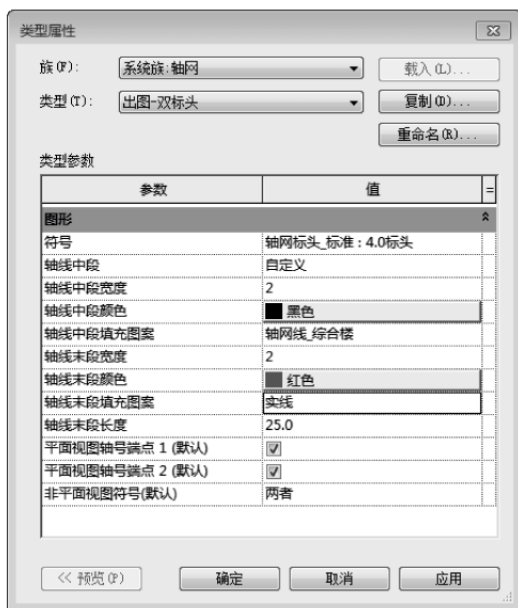 类型属性
族(F): 系统族:轴网 载入(L)...
类型(T): 出图-双标头 复制(D)...
重命名(R)...
类型参数
参数 值 =
图形
符号 轴网标头_标准 : 4.0标头
轴线中段 自定义
轴线中段宽度 2
轴线中段颜色 黑色
轴线中段填充图案 轴网线_综合楼
轴线末段宽度 2
轴线末段颜色 红色
轴线末段填充图案 实线
轴线末段长度 25.0
平面视图轴号端点 1 (默认)
平面视图轴号端点 2 (默认)
非平面视图符号(默认) 两者
<< 预览(P) 确定 取消 应用